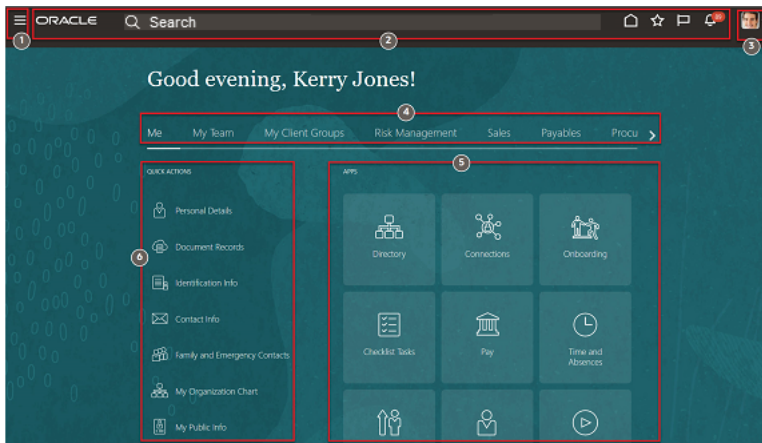 ORACLE Search
1
2
3
Good evening, Kerry Jones!
4
Me My Team My Client Groups Risk Management Sales Payables Procu
5
QUICK ACTIONS APPS
Personal Details
Document Records
Directory Connections Onboarding
6
Identification Info
Contact Info
Family and Emergency Contacts
Checklist Tasks Pay Time and
Absences
My Organization Chart
My Public Info